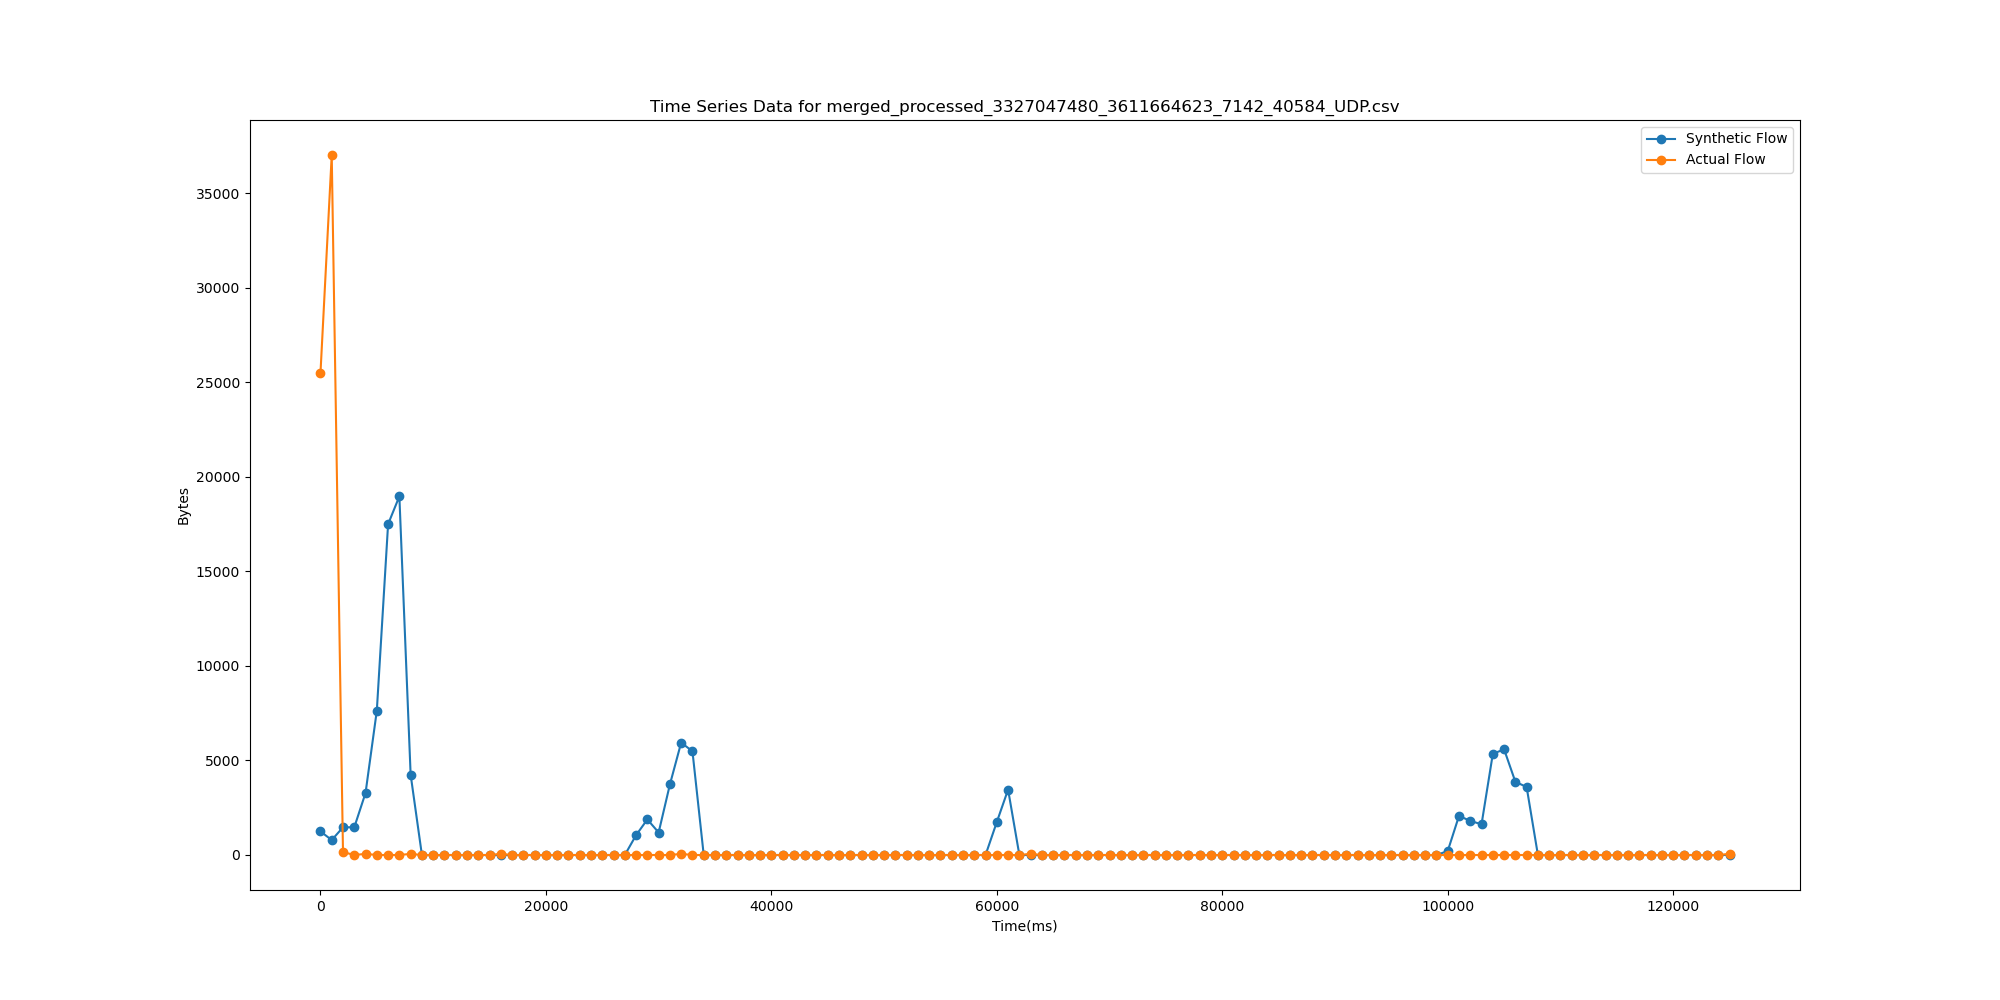 Time Series Data for merged_processed_3327047480_3611664623_7142_40584_UDP.csv
Synthetic Flow
Actual Flow
35000
30000
25000
20000
15000
10000
5000
0
Bytes
0 20000 40000 60000 80000 100000 120000
Time(ms)